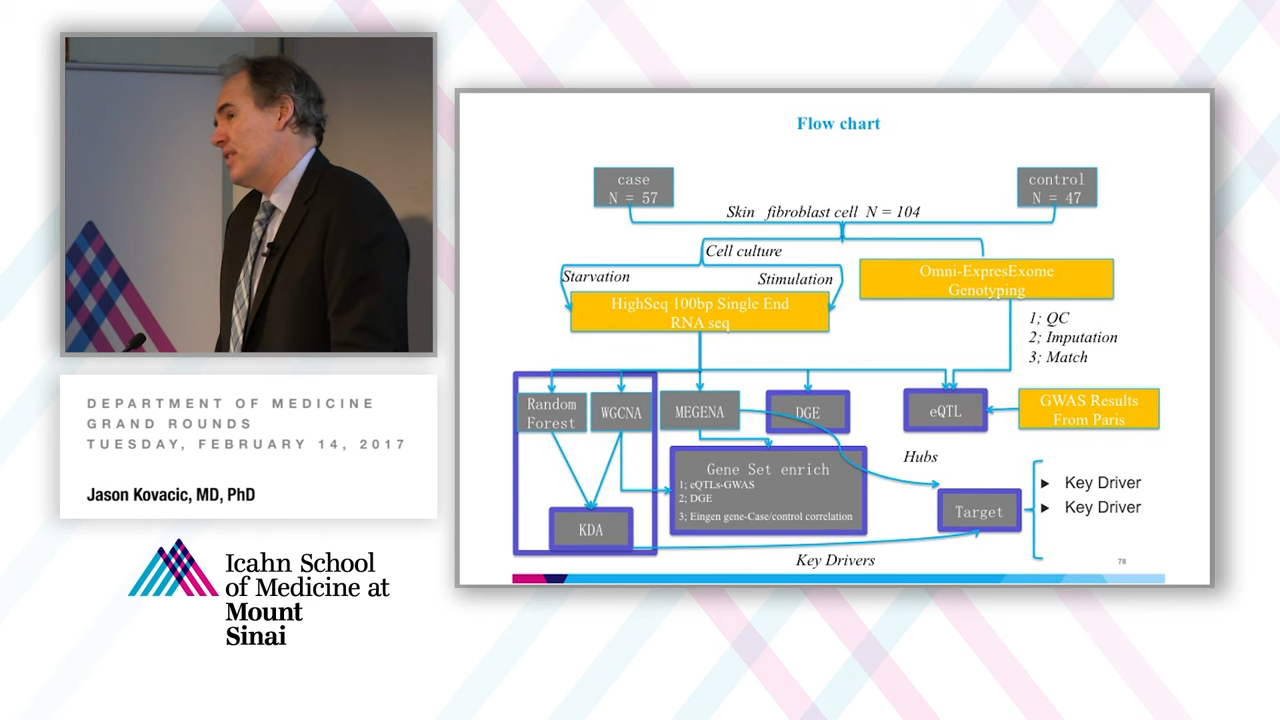 DEPARTMENT OF MEDICINE
GRAND ROUNDS
TUESDAY, FEBRUARY 14, 2017
Jason Kovacic, MD, PhD
Icahn School
of Medicine at
Mount
Sinai
Flow chart
case
N = 57
control
N = 47
Skin fibroblast cell N = 104
Cell culture
Starvation
Stimulation
HighSeq 100bp Single End
RNA seq
Omni-ExpresExome
Genotyping
1; QC
2; Imputation
3; Match
Random
Forest
WGCNA
MEGENA
DGE
eQTL
GWAS Results
From Paris
Gene Set enrich
1; eQTLs-GWAS
2; DGE
3; Eingen gene-Case/control correlation
Hubs
KDA
Target
Key Driver
Key Driver
Key Drivers
78